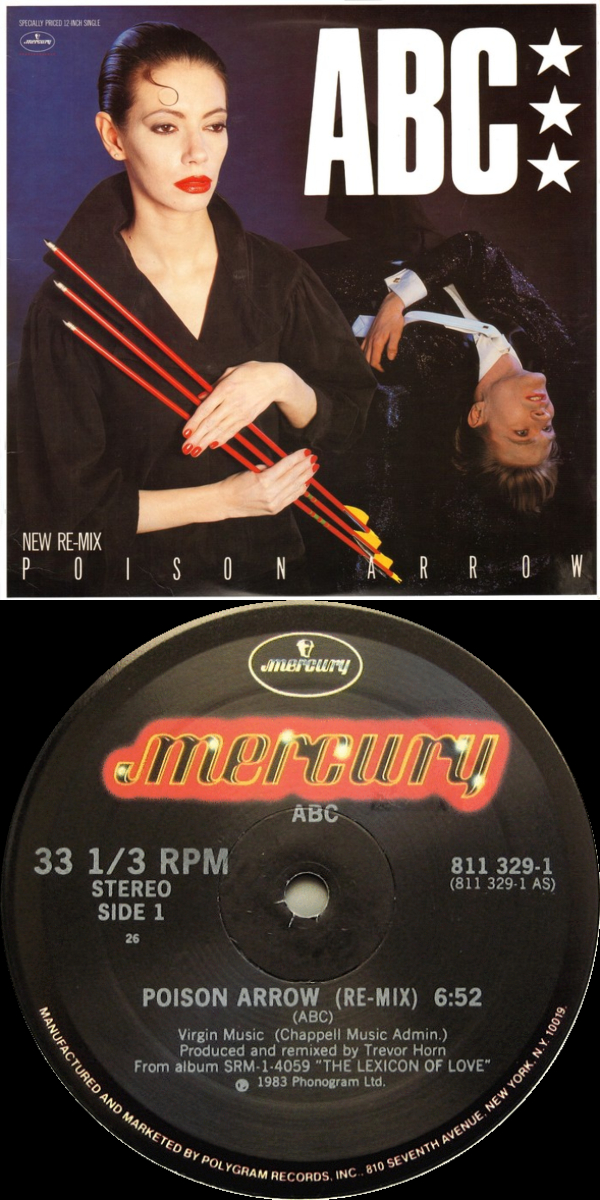 SPECIALLY PRICED 12 INCH SINGLE
mercury
ABC
NEW RE-MIX
POISON ARROW
mercury
mercury
ABC
33 1/3 RPM
STEREO
SIDE 1
26
811 329-1
(811 329-1 AS)
POISON ARROW (RE-MIX) 6:52
(ABC)
Virgin Music (Chappell Music Admin.)
Produced and remixed by Trevor Horn
From album SRM-1-4059 "THE LEXICON OF LOVE"
℗ 1983 Phonogram Ltd.
MANUFACTURED AND MARKETED BY POLYGRAM RECORDS, INC., 810 SEVENTH AVENUE, NEW YORK, N.Y. 10019.